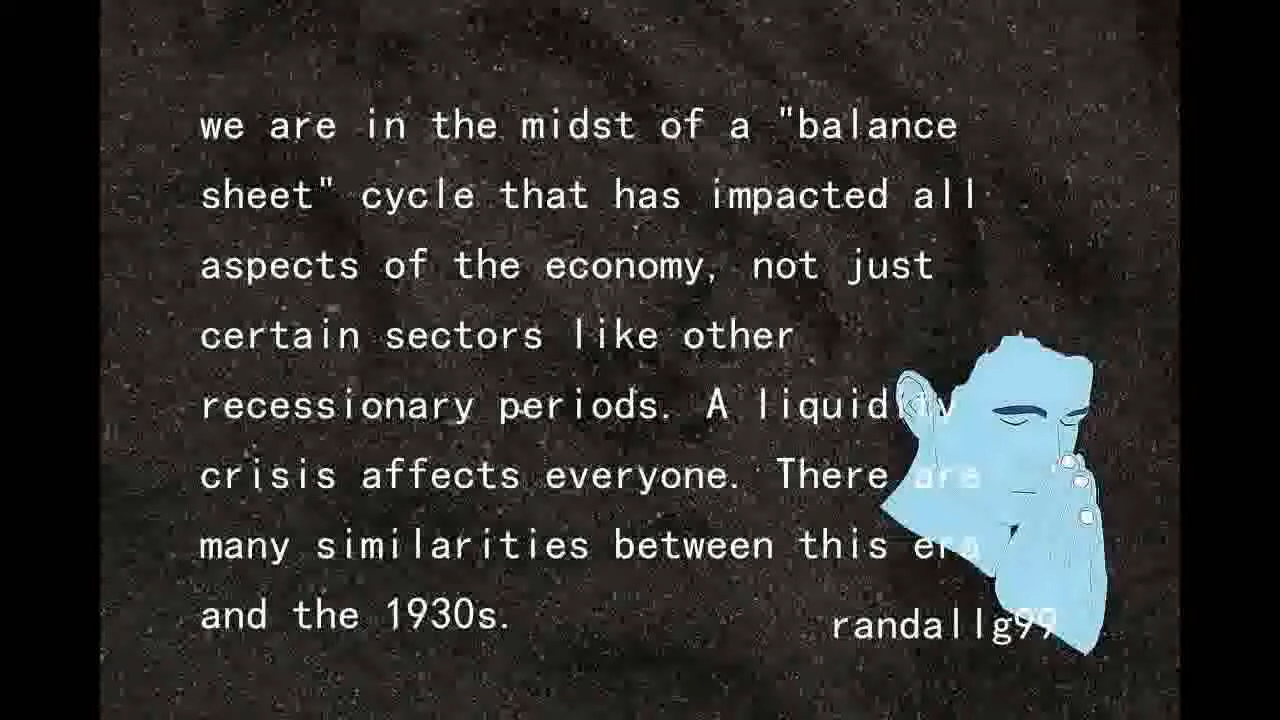 we are in the midst of a "balance
sheet" cycle that has impacted all
aspects of the economy, not just
certain sectors like other
recessionary periods. A liquidity
crisis affects everyone. There are
many similarities between this era
and the 1930s.
randallg99